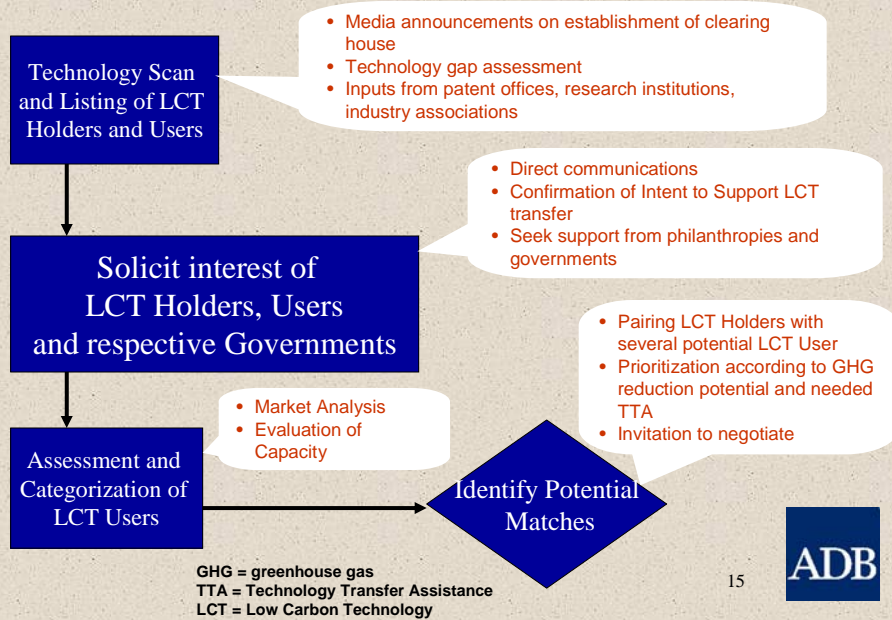 • Media announcements on establishment of clearing
house
• Technology gap assessment
• Inputs from patent offices, research institutions,
industry associations
Technology Scan
and Listing of LCT
Holders and Users
• Direct communications
• Confirmation of Intent to Support LCT
transfer
• Seek support from philanthropies and
governments
Solicit interest of
LCT Holders, Users
and respective Governments
• Pairing LCT Holders with
several potential LCT User
• Prioritization according to GHG
reduction potential and needed
TTA
• Invitation to negotiate
• Market Analysis
• Evaluation of
Capacity
Assessment and
Categorization of
LCT Users
Identify Potential
Matches
GHG = greenhouse gas
TTA = Technology Transfer Assistance
LCT = Low Carbon Technology
15
ADB